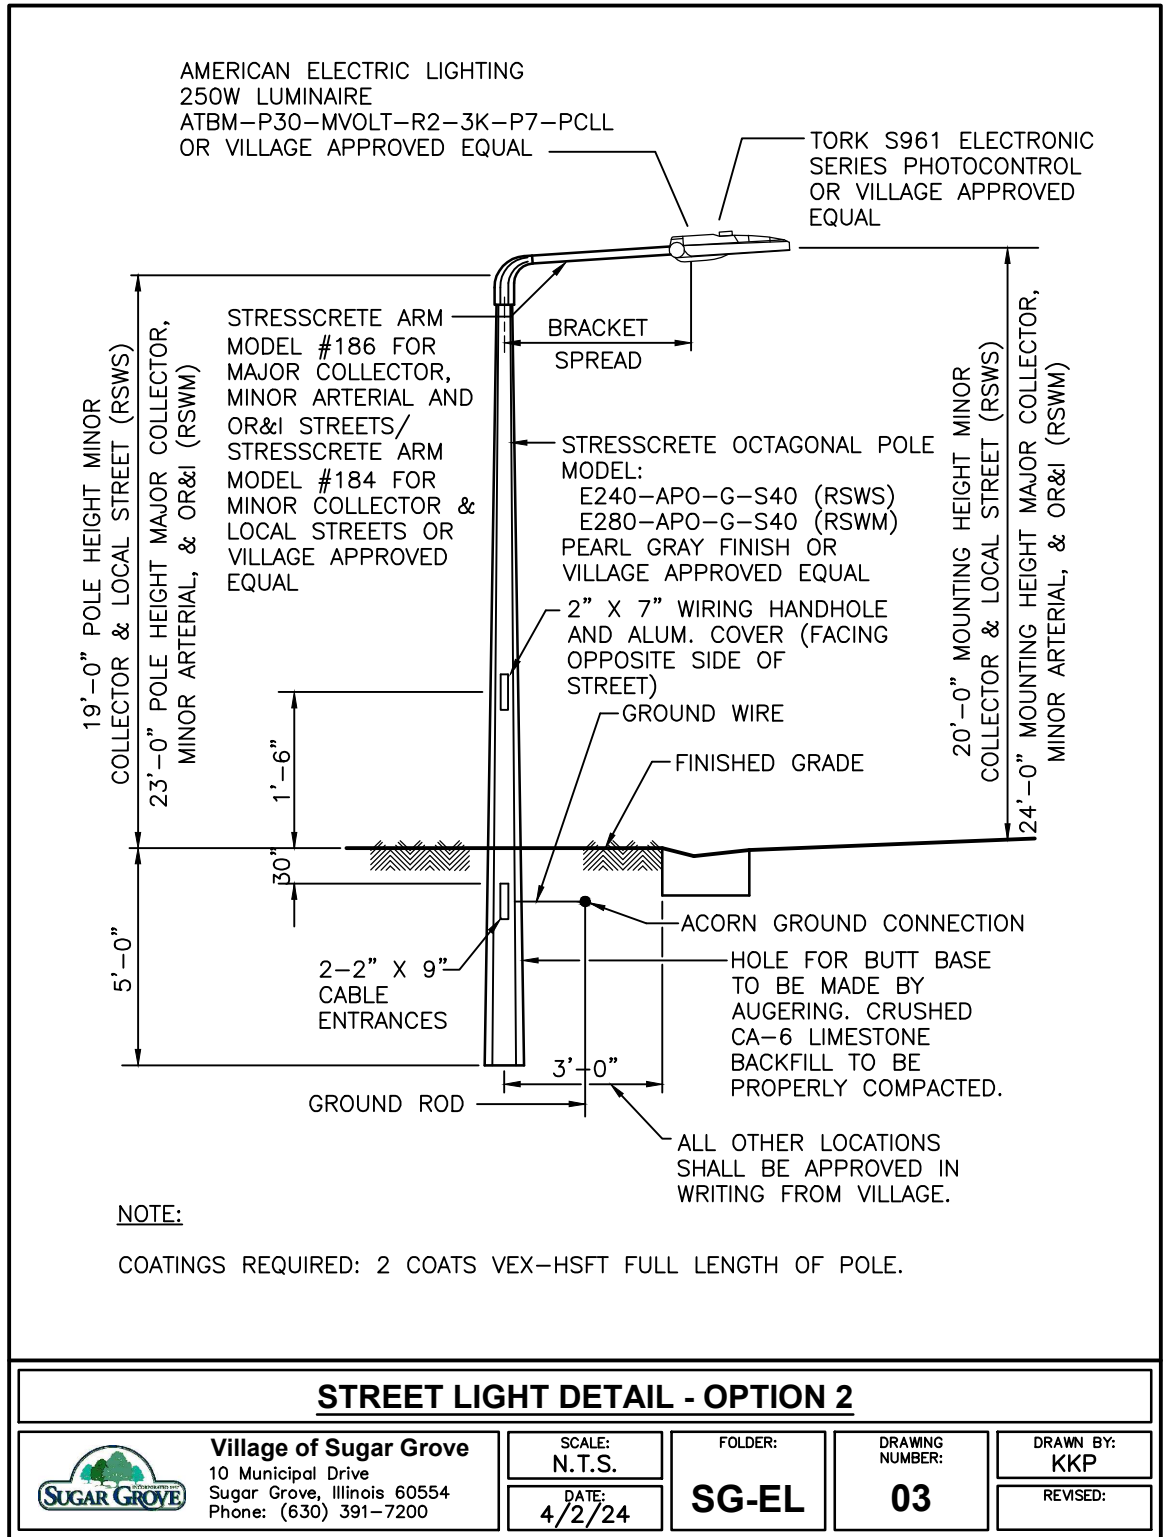 AMERICAN ELECTRIC LIGHTING
250W LUMINAIRE
ATBM-P30-MVOLT-R2-3K-P7-PCLL
OR VILLAGE APPROVED EQUAL
TORK S961 ELECTRONIC
SERIES PHOTOCONTROL
OR VILLAGE APPROVED
EQUAL
STRESSCRETE ARM
MODEL #186 FOR
MAJOR COLLECTOR,
MINOR ARTERIAL AND
OR&I STREETS/
STRESSCRETE ARM
MODEL #184 FOR
MINOR COLLECTOR &
LOCAL STREETS OR
VILLAGE APPROVED
EQUAL
BRACKET
SPREAD
19'-0" POLE HEIGHT MINOR
COLLECTOR & LOCAL STREET (RSWS)
23'-0" POLE HEIGHT MAJOR COLLECTOR,
MINOR ARTERIAL, & OR&I (RSWM)
STRESSCRETE OCTAGONAL POLE
MODEL:
E240-APO-G-S40 (RSWS)
E280-APO-G-S40 (RSWM)
PEARL GRAY FINISH OR
VILLAGE APPROVED EQUAL
20'-0" MOUNTING HEIGHT MINOR
COLLECTOR & LOCAL STREET (RSWS)
24'-0" MOUNTING HEIGHT MAJOR COLLECTOR,
MINOR ARTERIAL, & OR&I (RSWM)
2" X 7" WIRING HANDHOLE
AND ALUM. COVER (FACING
OPPOSITE SIDE OF
STREET)
GROUND WIRE
FINISHED GRADE
1'-6"
30"
5'-0"
ACORN GROUND CONNECTION
2-2" X 9"
CABLE
ENTRANCES
HOLE FOR BUTT BASE
TO BE MADE BY
AUGERING. CRUSHED
CA-6 LIMESTONE
BACKFILL TO BE
PROPERLY COMPACTED.
3'-0"
GROUND ROD
ALL OTHER LOCATIONS
SHALL BE APPROVED IN
WRITING FROM VILLAGE.
NOTE:
COATINGS REQUIRED: 2 COATS VEX-HSFT FULL LENGTH OF POLE.
STREET LIGHT DETAIL - OPTION 2
SUGAR GROVE
Village of Sugar Grove
10 Municipal Drive
Sugar Grove, Illinois 60554
Phone: (630) 391-7200
SCALE:
N.T.S.
DATE:
4/2/24
FOLDER:
SG-EL
DRAWING
NUMBER:
03
DRAWN BY:
KKP
REVISED: